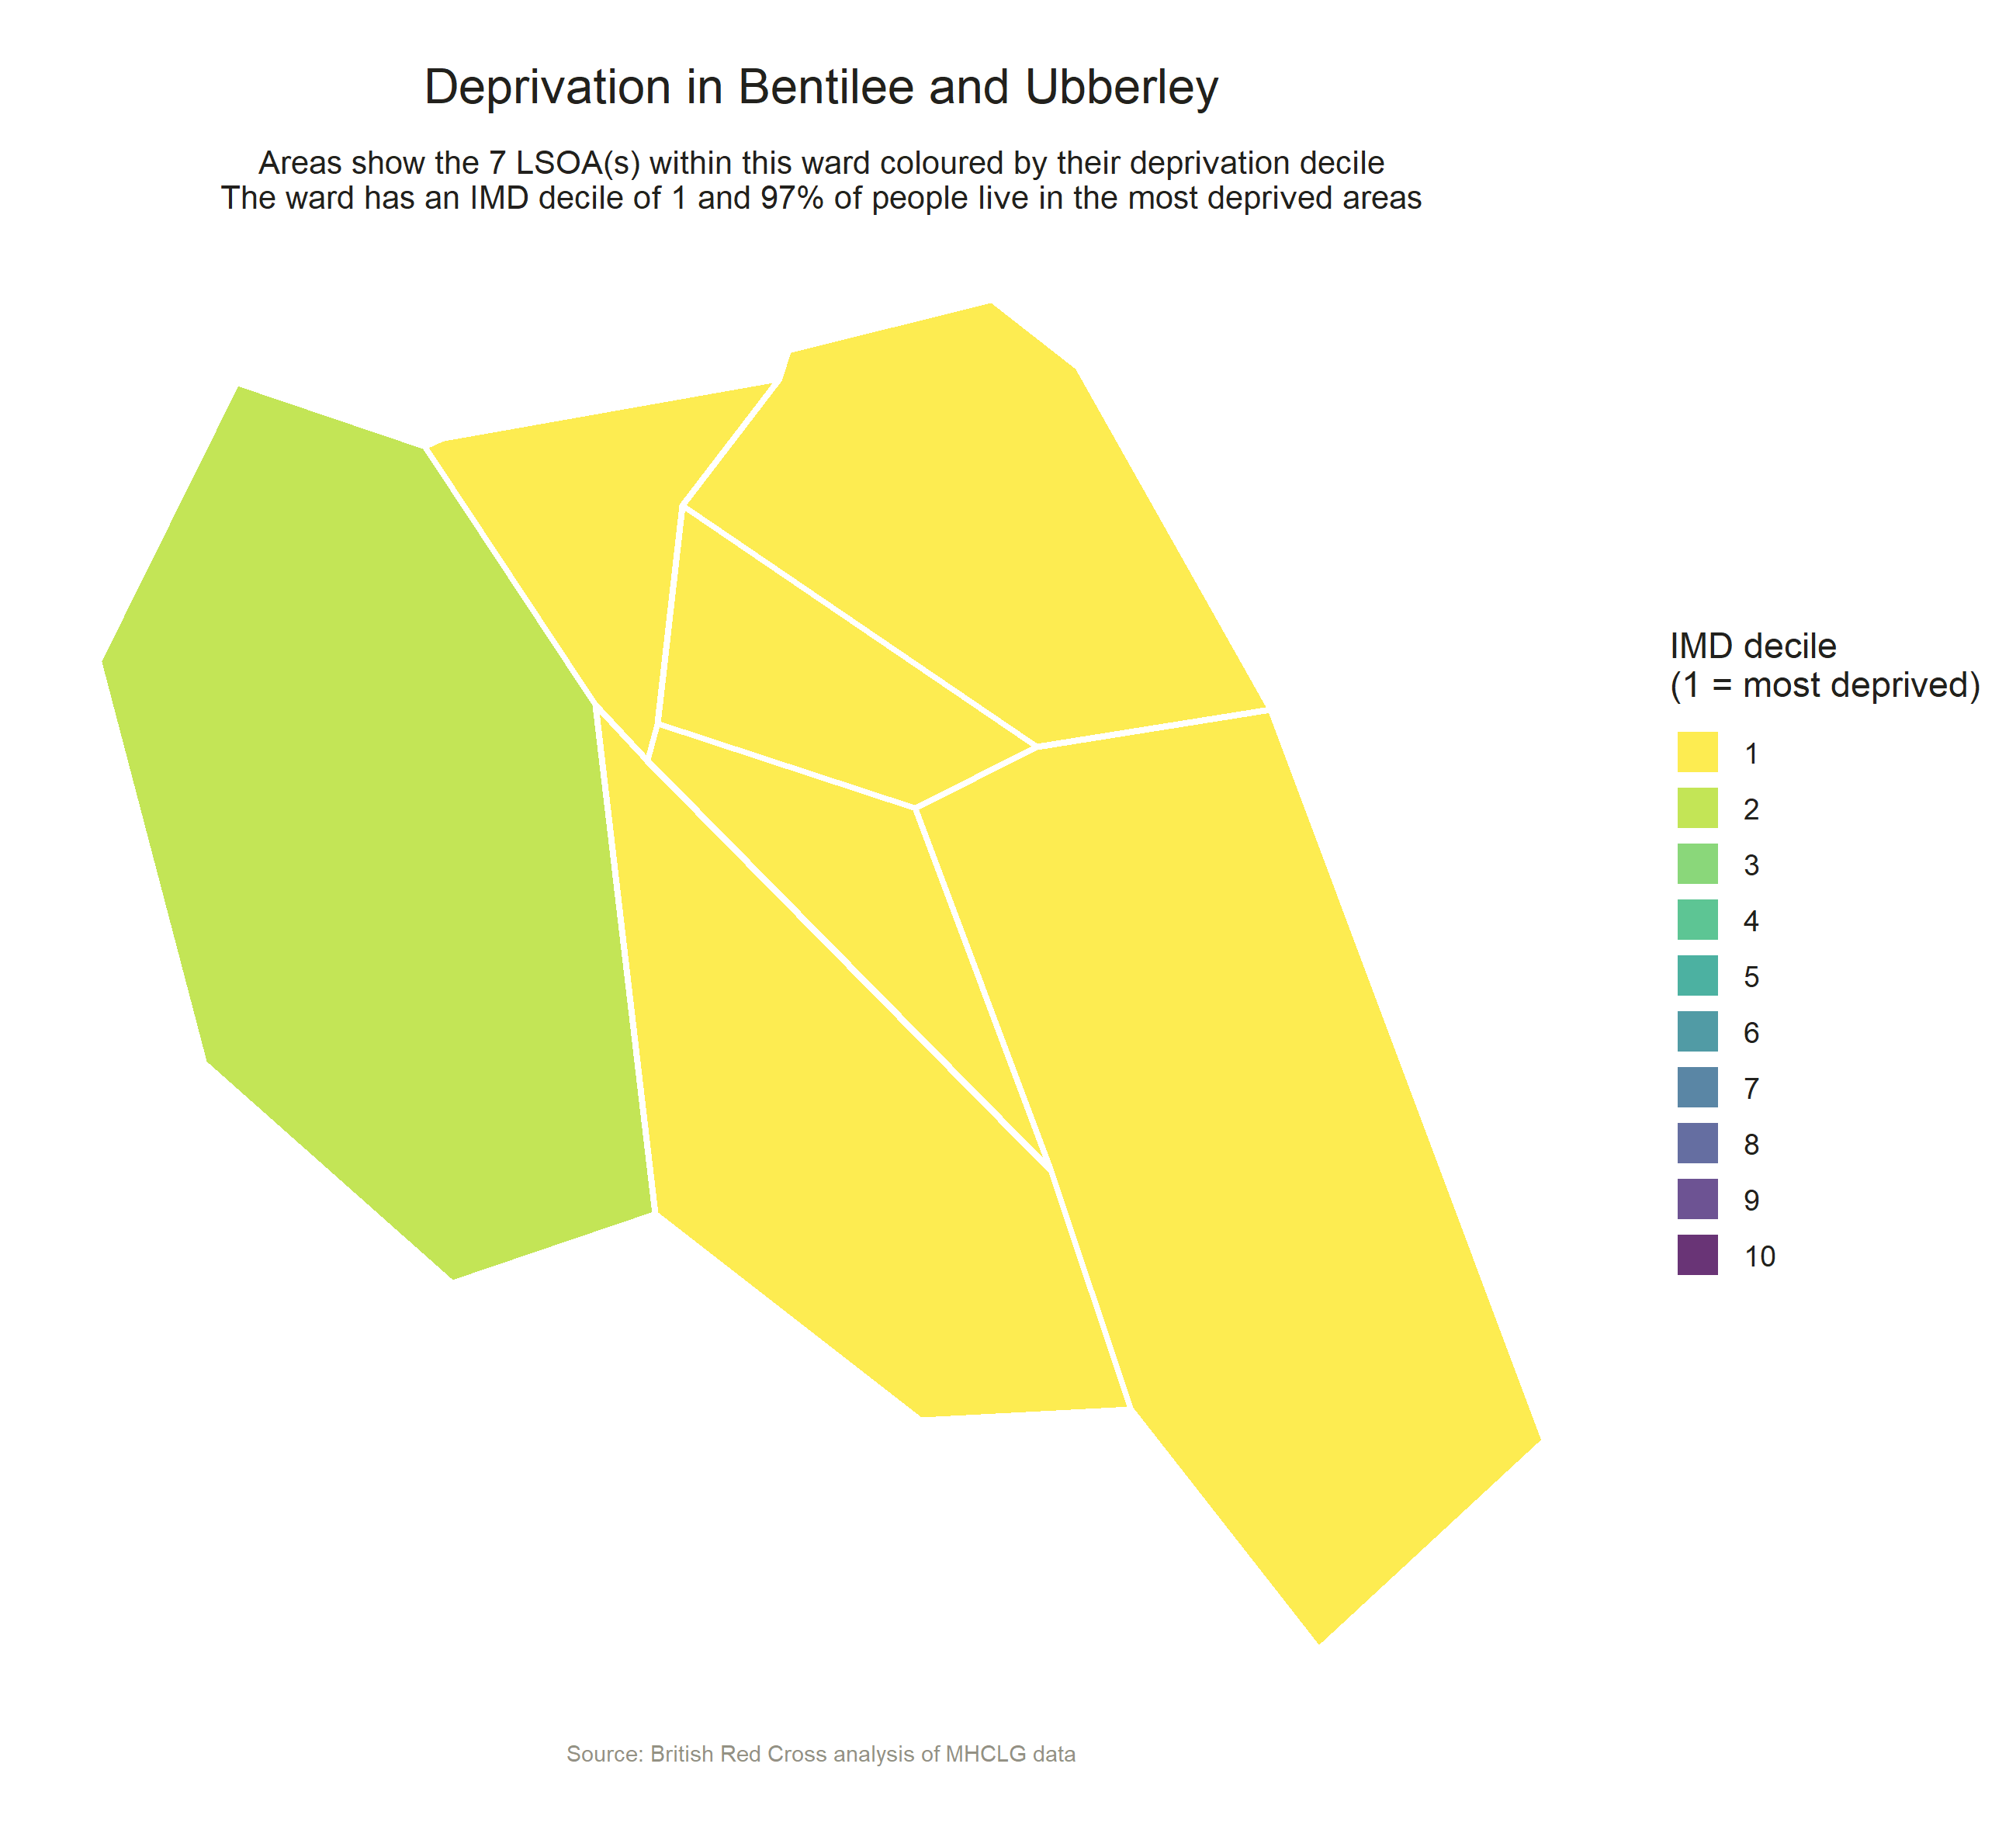 Deprivation in Bentilee and Ubberley
Areas show the 7 LSOA(s) within this ward coloured by their deprivation decile
The ward has an IMD decile of 1 and 97% of people live in the most deprived areas
IMD decile
(1 = most deprived)
1
2
3
4
5
6
7
8
9
10
Source: British Red Cross analysis of MHCLG data